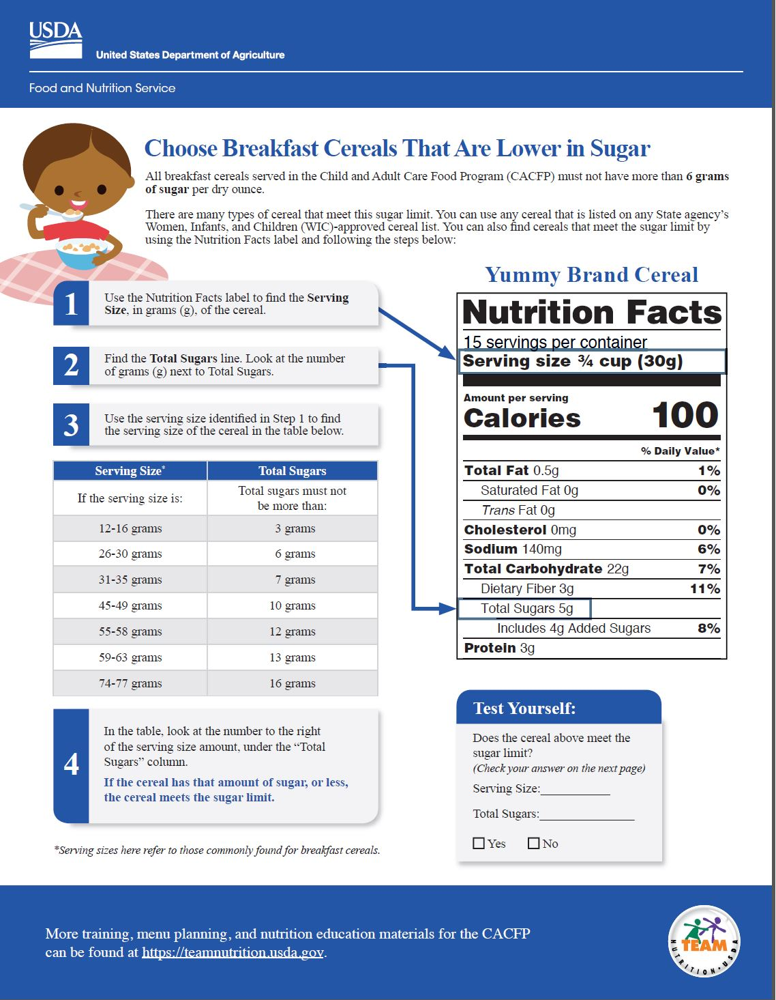 USDA
United States Department of Agriculture
Food and Nutrition Service
Choose Breakfast Cereals That Are Lower in Sugar
All breakfast cereals served in the Child and Adult Care Food Program (CACFP) must not have more than 6 grams
of sugar per dry ounce.
There are many types of cereal that meet this sugar limit. You can use any cereal that is listed on any State agency’s
Women, Infants, and Children (WIC)-approved cereal list. You can also find cereals that meet the sugar limit by
using the Nutrition Facts label and following the steps below:
1
Use the Nutrition Facts label to find the Serving
Size, in grams (g), of the cereal.
2
Find the Total Sugars line. Look at the number
of grams (g) next to Total Sugars.
3
Use the serving size identified in Step 1 to find
the serving size of the cereal in the table below.
Serving Size* Total Sugars
If the serving size is: Total sugars must not
be more than:
12-16 grams 3 grams
26-30 grams 6 grams
31-35 grams 7 grams
45-49 grams 10 grams
55-58 grams 12 grams
59-63 grams 13 grams
74-77 grams 16 grams
4
In the table, look at the number to the right
of the serving size amount, under the “Total
Sugars” column.
If the cereal has that amount of sugar, or less,
the cereal meets the sugar limit.
*Serving sizes here refer to those commonly found for breakfast cereals.
Yummy Brand Cereal
Nutrition Facts
15 servings per container
Serving size ¾ cup (30g)
Amount per serving
Calories 100
% Daily Value*
Total Fat 0.5g 1%
Saturated Fat 0g 0%
Trans Fat 0g
Cholesterol 0mg 0%
Sodium 140mg 6%
Total Carbohydrate 22g 7%
Dietary Fiber 3g 11%
Total Sugars 5g
Includes 4g Added Sugars 8%
Protein 3g
Test Yourself:
Does the cereal above meet the
sugar limit?
(Check your answer on the next page)
Serving Size:___________
Total Sugars:_______________
☐ Yes ☐ No
More training, menu planning, and nutrition education materials for the CACFP
can be found at https://teamnutrition.usda.gov.
TEAM
NUTRITION • USDA